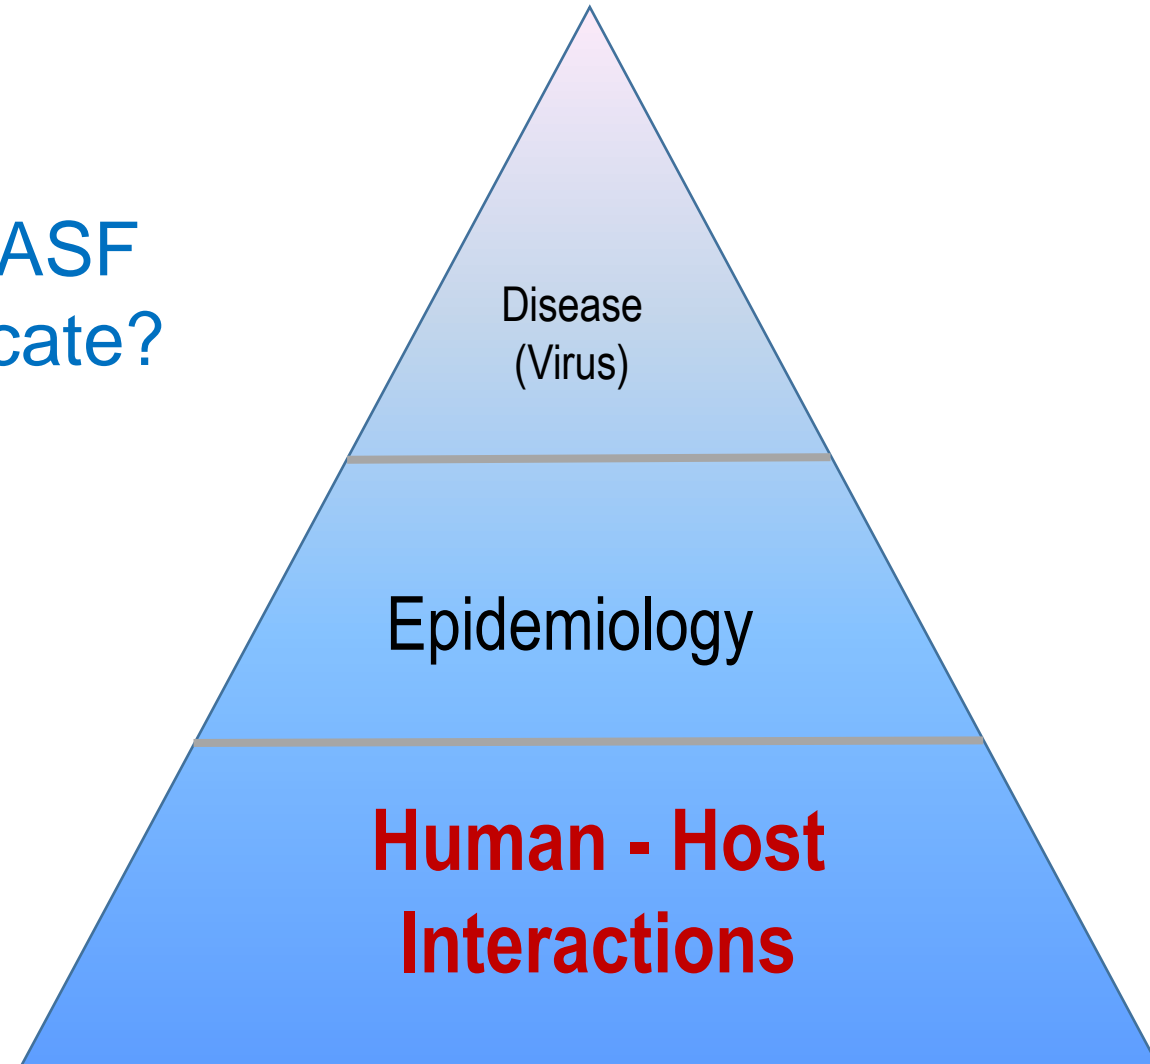 ASF
cate?
Disease
(Virus)
Epidemiology
Human - Host
Interactions